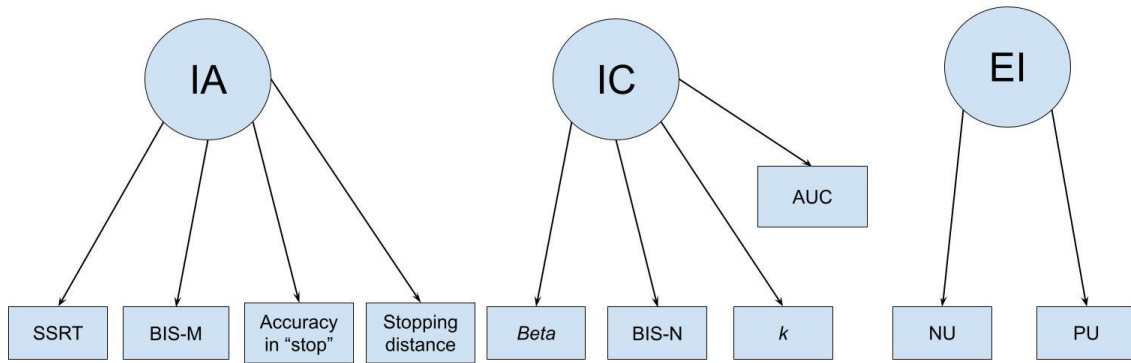 IA
IC
EI
AUC
SSRT
BIS-M
Accuracy
in “stop”
Stopping
distance
Beta
BIS-N
k
NU
PU